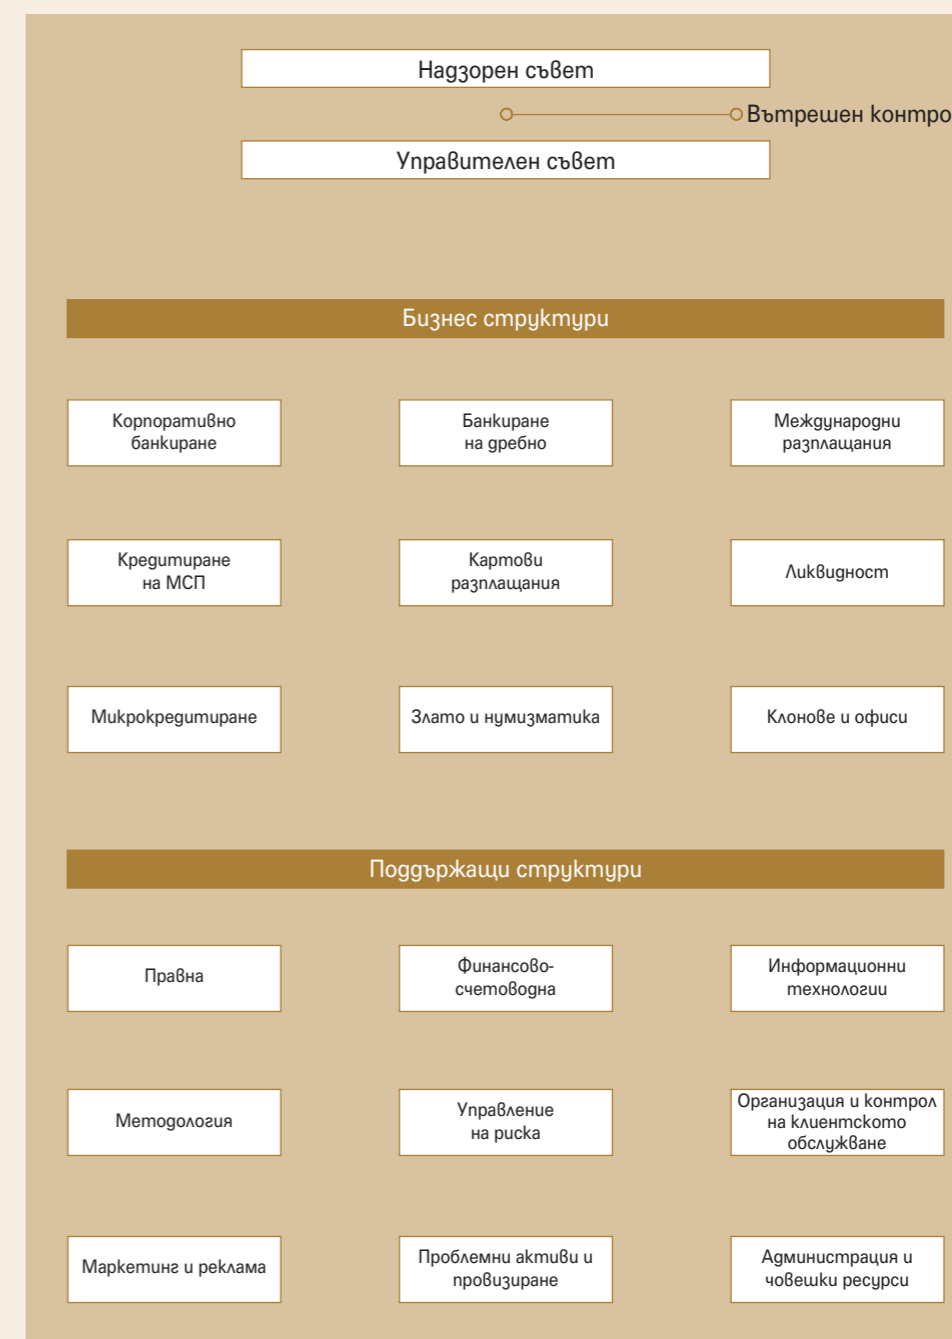 Надзорен съвет
Вътрешен контро
Управителен съвет
Бизнес структури
Корпоративно
банкиране
Банкиране
на дребно
Международни
разплащания
Кредитиране
на МСП
Картови
разплащания
Ликвидност
Микрокредитиране
Злато и нумизматика
Клонове и офиси
Поддържащи структури
Правна
Финансово-
счетоводна
Информационни
технологии
Методология
Управление
на риска
Организация и контрол
на клиентското
обслужване
Маркетинг и реклама
Проблемни активи и
провизиране
Администрация и
човешки ресурси